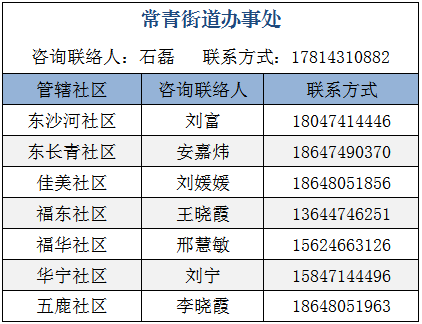 常青街道办事处
咨询联络人：石磊 联系方式：17814310882
管辖社区 咨询联络人 联系方式
东沙河社区 刘富 18047414446
东长青社区 安嘉炜 18647490370
佳美社区 刘媛媛 18648051856
福东社区 王晓霞 13644746251
福华社区 邢慧敏 15624663126
华宁社区 刘宁 15847144496
五鹿社区 李晓霞 18648051963